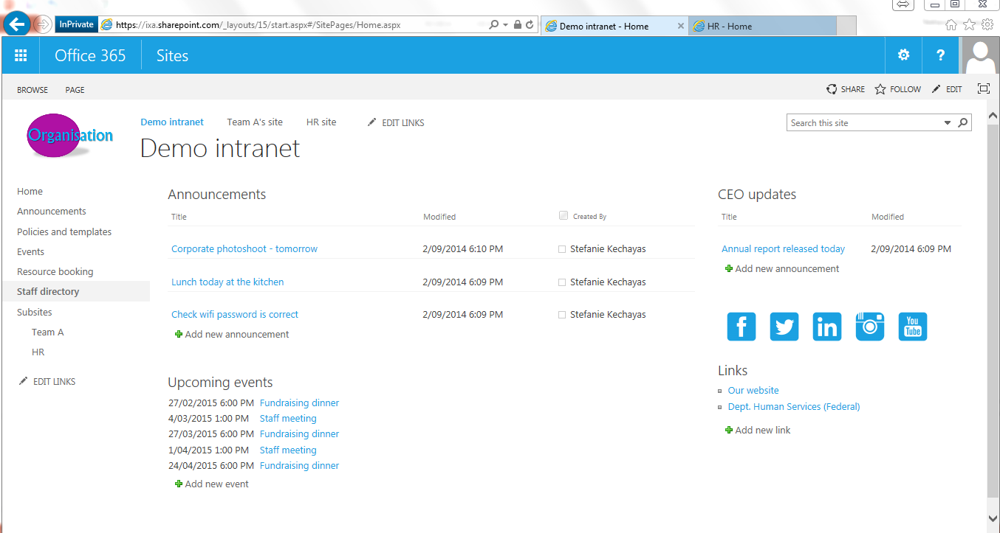 InPrivate https://ixa.sharepoint.com/_layouts/15/start.aspx#/SitePages/Home.aspx Demo intranet - Home HR - Home
Office 365 Sites ?
BROWSE PAGE SHARE FOLLOW EDIT
Organisation
Demo intranet Team A's site HR site EDIT LINKS Search this site
Demo intranet
Home
Announcements
Policies and templates
Events
Resource booking
Staff directory
Subsites
Team A
HR
EDIT LINKS
Announcements
Title Modified Created By
Corporate photoshoot - tomorrow 2/09/2014 6:10 PM Stefanie Kechayas
Lunch today at the kitchen 2/09/2014 6:09 PM Stefanie Kechayas
Check wifi password is correct 2/09/2014 6:09 PM Stefanie Kechayas
Add new announcement
Upcoming events
27/02/2015 6:00 PM Fundraising dinner
4/03/2015 1:00 PM Staff meeting
27/03/2015 6:00 PM Fundraising dinner
1/04/2015 1:00 PM Staff meeting
24/04/2015 6:00 PM Fundraising dinner
Add new event
CEO updates
Title Modified
Annual report released today 2/09/2014 6:09 PM
Add new announcement
f in You Tube
Links
Our website
Dept. Human Services (Federal)
Add new link